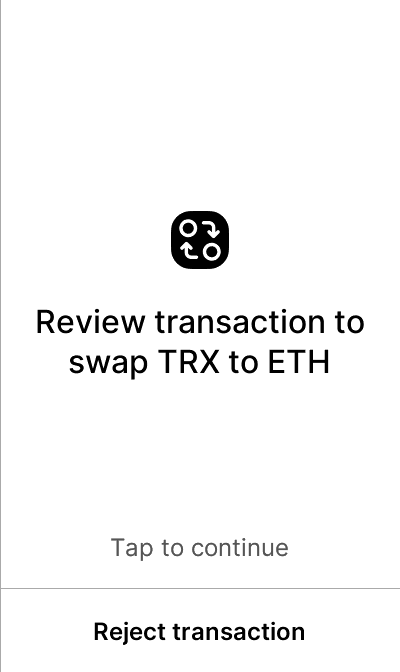 Review transaction to
swap TRX to ETH
Tap to continue
Reject transaction